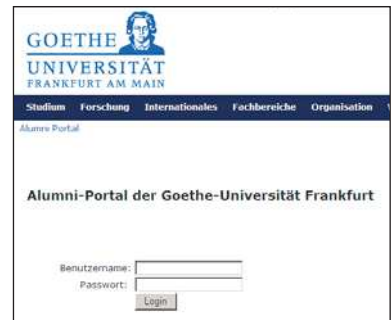 GOETHE
UNIVERSITÄT
FRANKFURT AM MAIN
Studium Forschung Internationales Fachbereiche Organisation
Alumni Portal
Alumni-Portal der Goethe-Universität Frankfurt
Benutzername:
Passwort:
Login